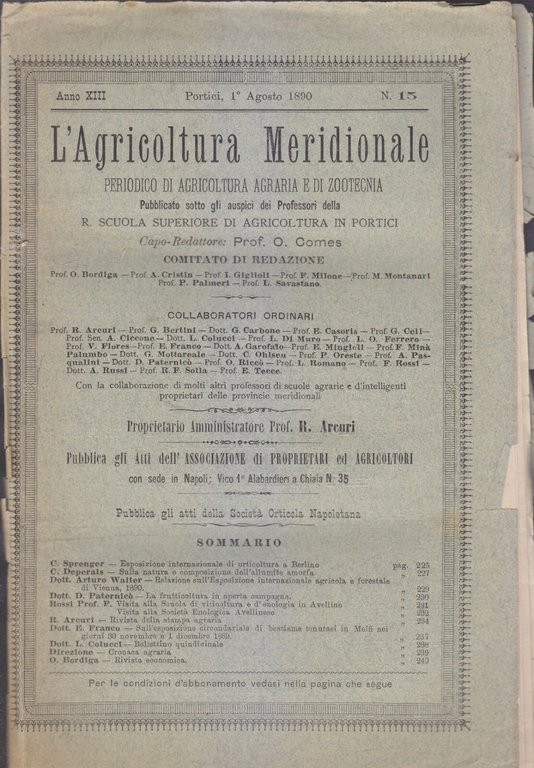 Anno XIII Portici, 1° Agosto 1890 N. 15
L'Agricoltura Meridionale
PERIODICO DI AGRICOLTURA AGRARIA E DI ZOOTECNIA
Pubblicato sotto gli auspici dei Professori della
R. SCUOLA SUPERIORE DI AGRICOLTURA IN PORTICI
Capo-Redattore: Prof. O. Comes
COMITATO DI REDAZIONE
Prof. O. Bordiga — Prof. A. Cristin — Prof. I. Giglioli — Prof. F. Milone — Prof. M. Montanari
Prof. P. Palmeri — Prof. L. Savastano.
COLLABORATORI ORDINARI
Prof. R. Arcuri — Prof. G. Bertini — Dott. G. Carbone — Prof. E. Casoria — Prof. G. Celi —
Prof. Sen. A. Ciccone — Dott. L. Colucci — Prof. L. Di Muro — Prof. L. O. Ferrero —
Prof. V. Flores — Prof. E. Franco — Dott. A. Garofalo — Prof. E. Mingioli — Prof. F. Minà
Palumbo — Dott. G. Mottareale — Dott. C. Ohlsen — Prof. P. Oreste — Prof. A. Pas-
qualini — Dott. D. Paternicò — Prof. O. Riccò — Prof. L. Romano — Prof. F. Rossi —
Dott. A. Russi — Prof. R. F. Solla — Prof. E. Tecce.
Con la collaborazione di molti altri professori di scuole agrarie e d'intelligenti
proprietari delle provincie meridionali
Proprietario Amministratore Prof. R. Arcuri
Pubblica gli Atti dell' ASSOCIAZIONE di PROPRIETARI ed AGRICOLTORI
con sede in Napoli; Vico 1° Alabardieri a Chiaia N. 35
Pubblica gli atti della Società Orticola Napoletana
SOMMARIO
C. Sprenger — Esposizione internazionale di orticoltura a Berlino pag. 225
C. Deperais — Sulla natura e composizione dell'allumite amorfa. „ 227
Dott. Arturo Walter — Relazione sull'Esposizione internazionale agricola e forestale
di Vienna, 1890. „ 229
Dott. D. Paternicò — La frutticoltura in aperta campagna. „ 230
Rossi Prof. F. Visita alla Scuola di viticoltura e d'enologia in Avellino „ 231
Visita alla Società Enologica Avellinese „ 232
R. Arcuri — Rivista della stampa agraria „ 234
Dott. E. Franco — Sull'esposizione circondariale di bestiame tenutasi in Melfi nei
giorni 30 novembre e 1 dicembre 1889. „ 237
Dott. L. Colucci — Bollettino quindicinale „ 238
Direzione — Cronaca agraria „ 239
O. Bordiga — Rivista economica. „ 240
Per le condizioni d'abbonamento vedasi nella pagina che segue